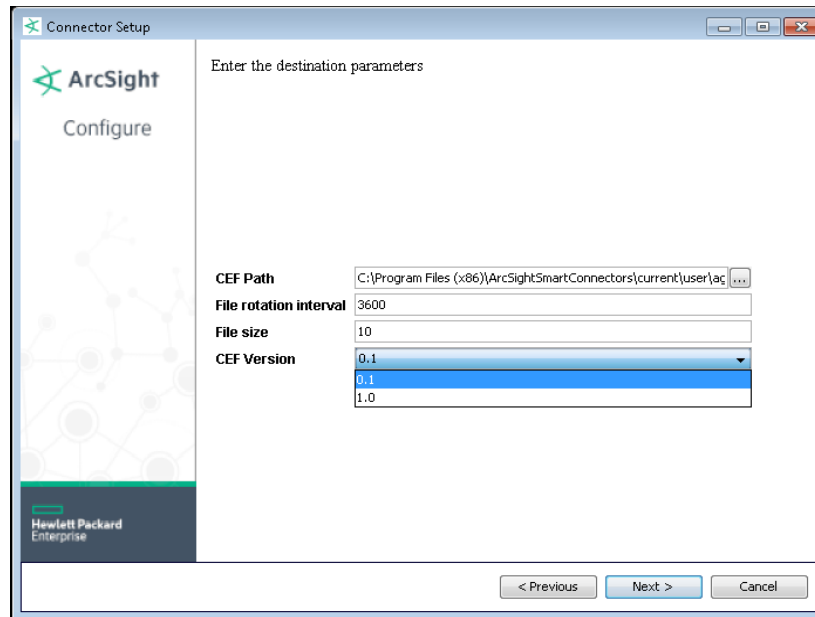 Connector Setup
ArcSight
Configure
Enter the destination parameters
CEF Path C:\Program Files (x86)\ArcSightSmartConnectors\current\user\ag ...
File rotation interval 3600
File size 10
CEF Version 0.1
0.1
1.0
Hewlett Packard
Enterprise
< Previous Next > Cancel